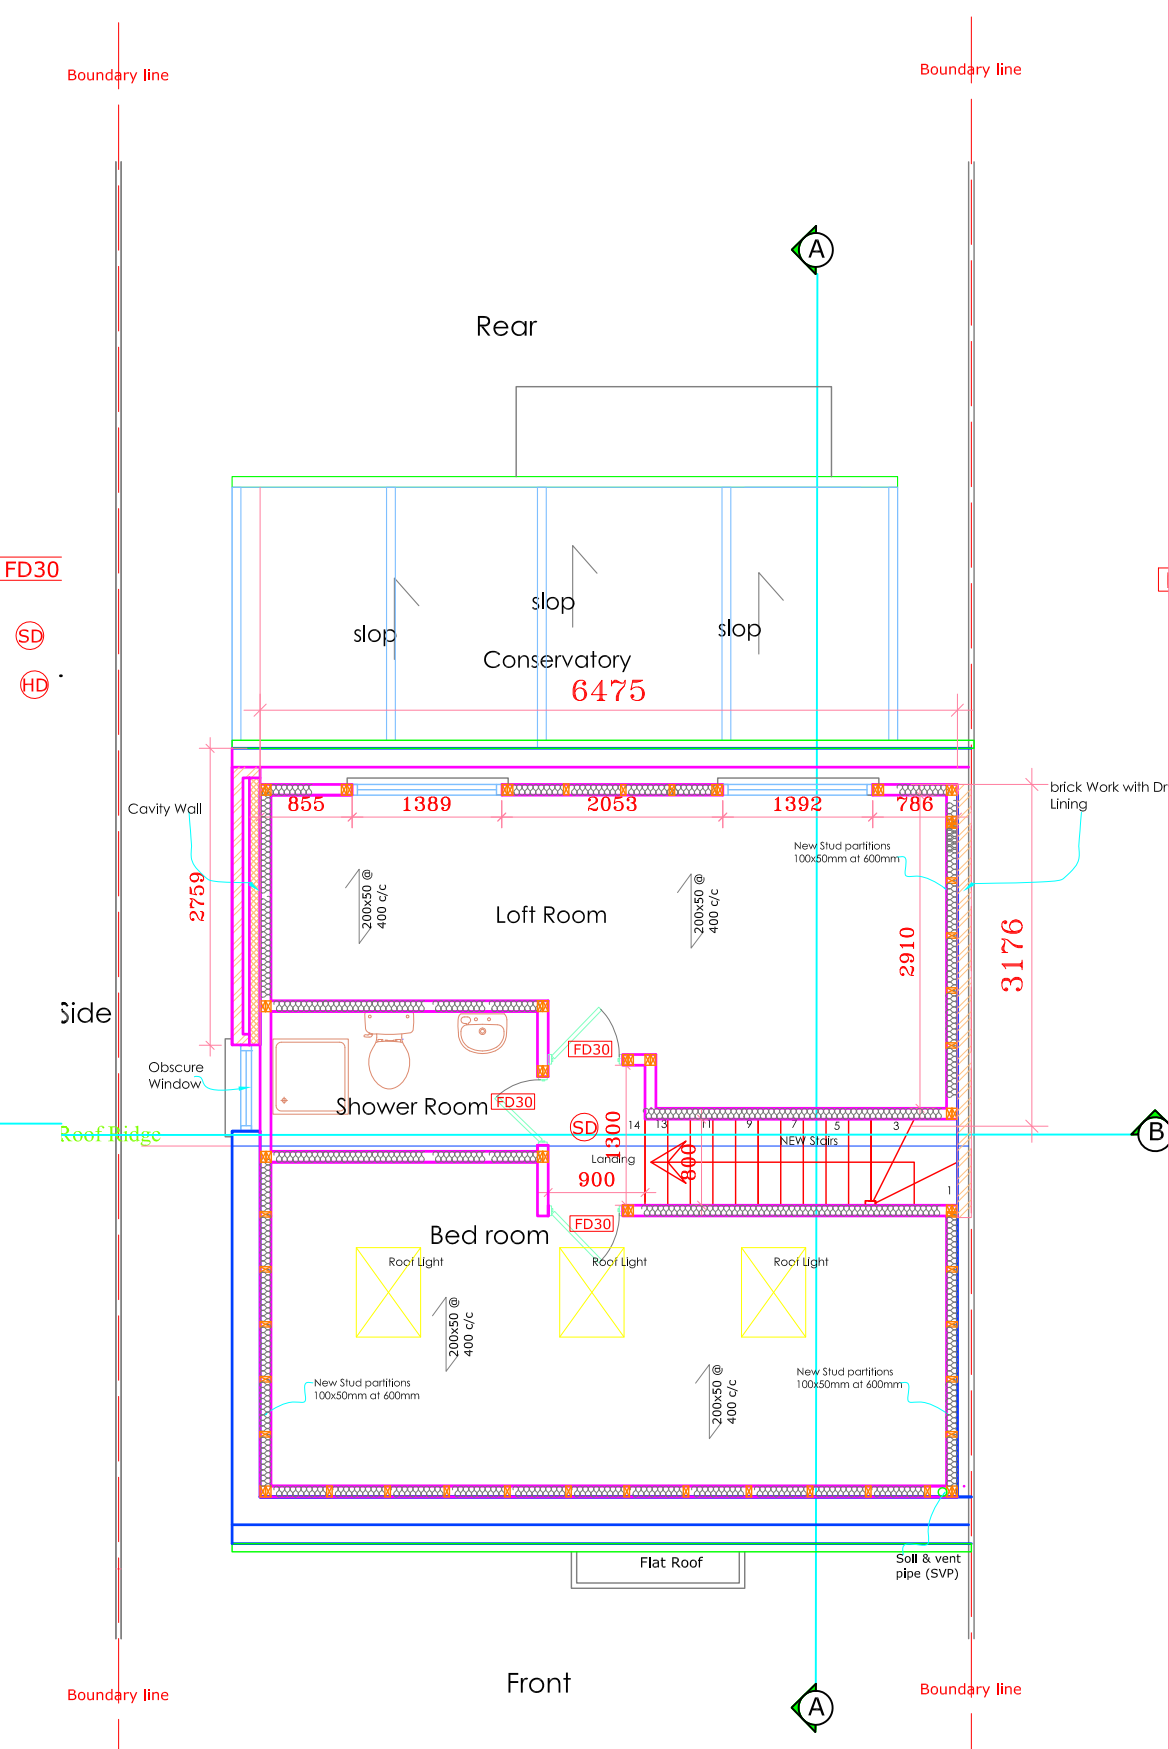 Boundary line
Boundary line
A
Rear
FD30
SD
HD
slop
slop
slop
Conservatory
6475
Cavity Wall
855
1389
2053
1392
786
brick Work with Dr
Lining
New Stud partitions
100x50mm at 600mm
2759
200x50 @
400 c/c
200x50 @
400 c/c
Loft Room
2910
3176
Side
Obscure
Window
FD30
FD30
Shower Room
SD
1300
14
13
11
9
7
5
3
1
NEW Stairs
Roof Ridge
B
Landing
800
900
FD30
Bed room
Roof Light
Roof Light
Roof Light
200x50 @
400 c/c
200x50 @
400 c/c
New Stud partitions
100x50mm at 600mm
New Stud partitions
100x50mm at 600mm
Flat Roof
Soil & vent
pipe (SVP)
Front
Boundary line
Boundary line
A